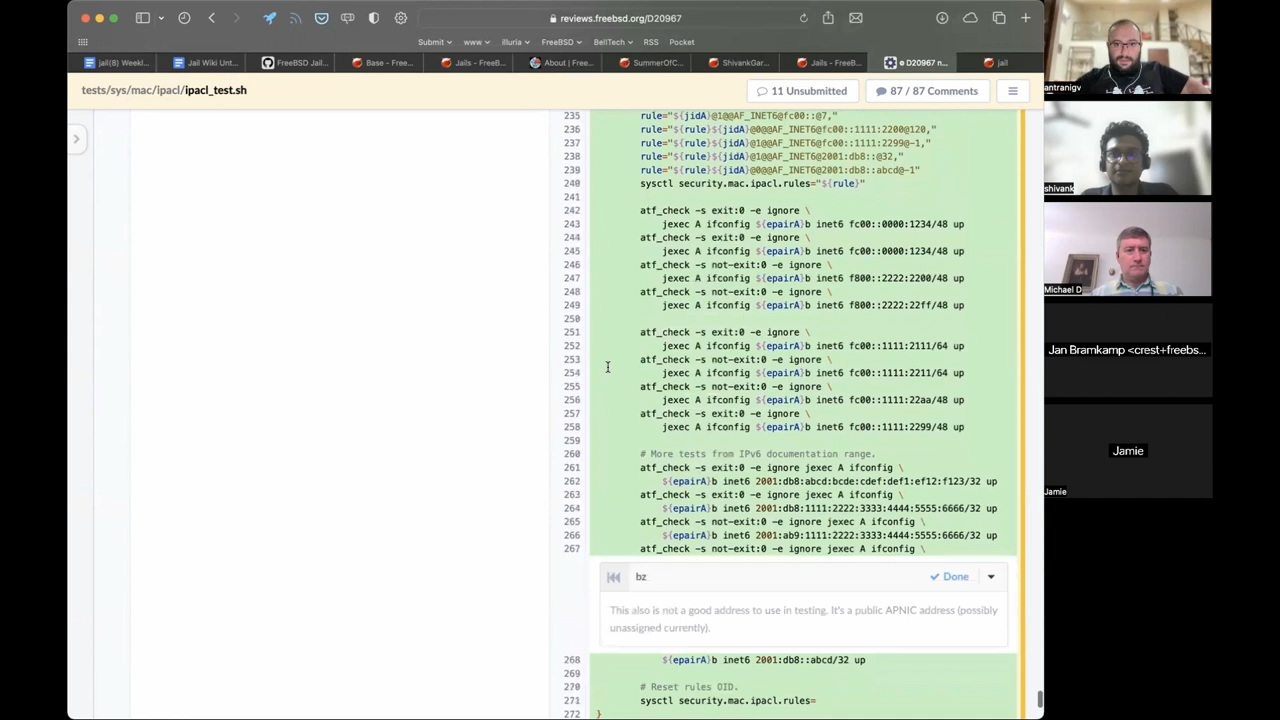 reviews.freebsd.org/D20967
Submit www illuria FreeBSD BellTech RSS Pocket
jail(8) Weekl... Jail Wiki Unt... FreeBSD Jail... Base - Free... Jails - FreeB... About | Free... SummerOfC... ShivankGar... Jails - FreeB... D20967 n... jail
tests/sys/mac/ipacl/ipacl_test.sh
11 Unsubmitted
87 / 87 Comments
235 rule="${jidA}@1@@AF_INET6@fc00::@7,"
236 rule="${rule}${jidA}@0@@AF_INET6@fc00::1111:2200@120,"
237 rule="${rule}${jidA}@1@@AF_INET6@fc00::1111:2299@-1,"
238 rule="${rule}${jidA}@1@@AF_INET6@2001:db8::@32,"
239 rule="${rule}${jidA}@0@@AF_INET6@2001:db8::abcd@-1"
240 sysctl security.mac.ipacl.rules="${rule}"
241
242 atf_check -s exit:0 -e ignore \
243 jexec A ifconfig ${epairA}b inet6 fc00::0000:1234/48 up
244 atf_check -s exit:0 -e ignore \
245 jexec A ifconfig ${epairA}b inet6 fc00::0000:1234/48 up
246 atf_check -s not-exit:0 -e ignore \
247 jexec A ifconfig ${epairA}b inet6 f800::2222:2200/48 up
248 atf_check -s not-exit:0 -e ignore \
249 jexec A ifconfig ${epairA}b inet6 f800::2222:22ff/48 up
250
251 atf_check -s exit:0 -e ignore \
252 jexec A ifconfig ${epairA}b inet6 fc00::1111:2111/64 up
253 atf_check -s not-exit:0 -e ignore \
254 jexec A ifconfig ${epairA}b inet6 fc00::1111:2211/64 up
255 atf_check -s not-exit:0 -e ignore \
256 jexec A ifconfig ${epairA}b inet6 fc00::1111:22aa/48 up
257 atf_check -s exit:0 -e ignore \
258 jexec A ifconfig ${epairA}b inet6 fc00::1111:2299/48 up
259
260 # More tests from IPv6 documentation range.
261 atf_check -s exit:0 -e ignore jexec A ifconfig \
262 ${epairA}b inet6 2001:db8:abcd:bcde:cdef:def1:ef12:f123/32 up
263 atf_check -s exit:0 -e ignore jexec A ifconfig \
264 ${epairA}b inet6 2001:db8:1111:2222:3333:4444:5555:6666/32 up
265 atf_check -s not-exit:0 -e ignore jexec A ifconfig \
266 ${epairA}b inet6 2001:ab9:1111:2222:3333:4444:5555:6666/32 up
267 atf_check -s not-exit:0 -e ignore jexec A ifconfig \
bz Done
This also is not a good address to use in testing. It's a public APNIC address (possibly
unassigned currently).
268 ${epairA}b inet6 2001:db8::abcd/32 up
269
270 # Reset rules OID.
271 sysctl security.mac.ipacl.rules=
272 }
antranigv
shivank
Michael D
Jan Bramkamp <crest+freebs...
Jamie
Jamie